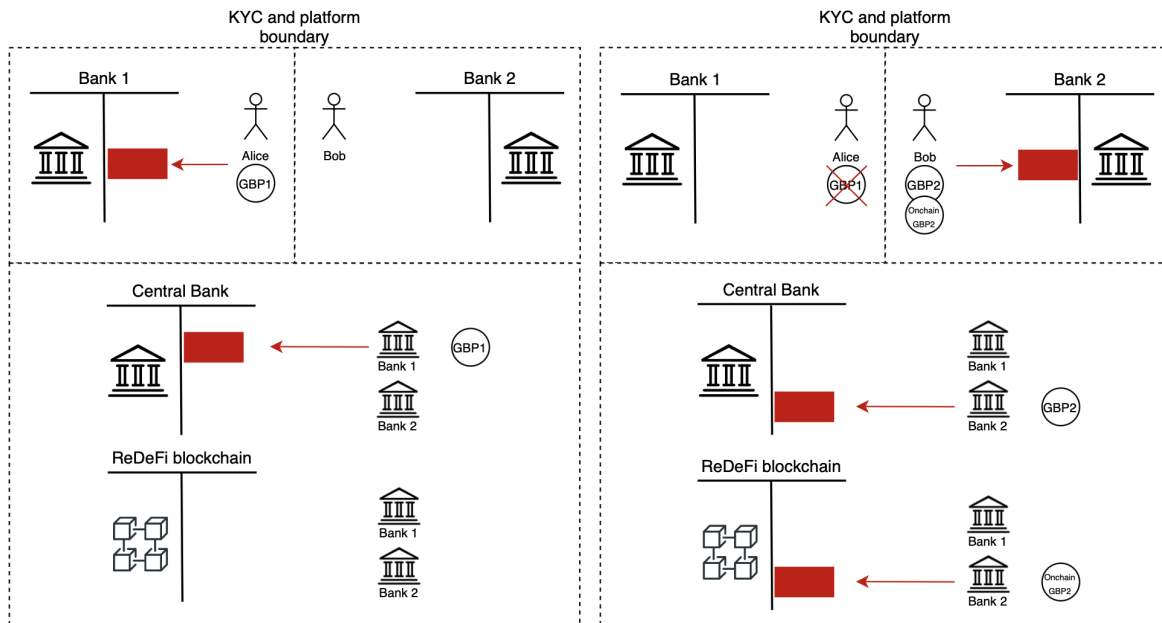 KYC and platform
boundary
Bank 1
Bank 2
Alice
Bob
GBP1
Central Bank
GBP1
Bank 1
Bank 2
ReDeFi blockchain
Bank 1
Bank 2
KYC and platform
boundary
Bank 1
Bank 2
Alice
Bob
GBP1
GBP2
Onchain
GBP2
Central Bank
Bank 1
GBP2
Bank 2
ReDeFi blockchain
Bank 1
Onchain
GBP2
Bank 2